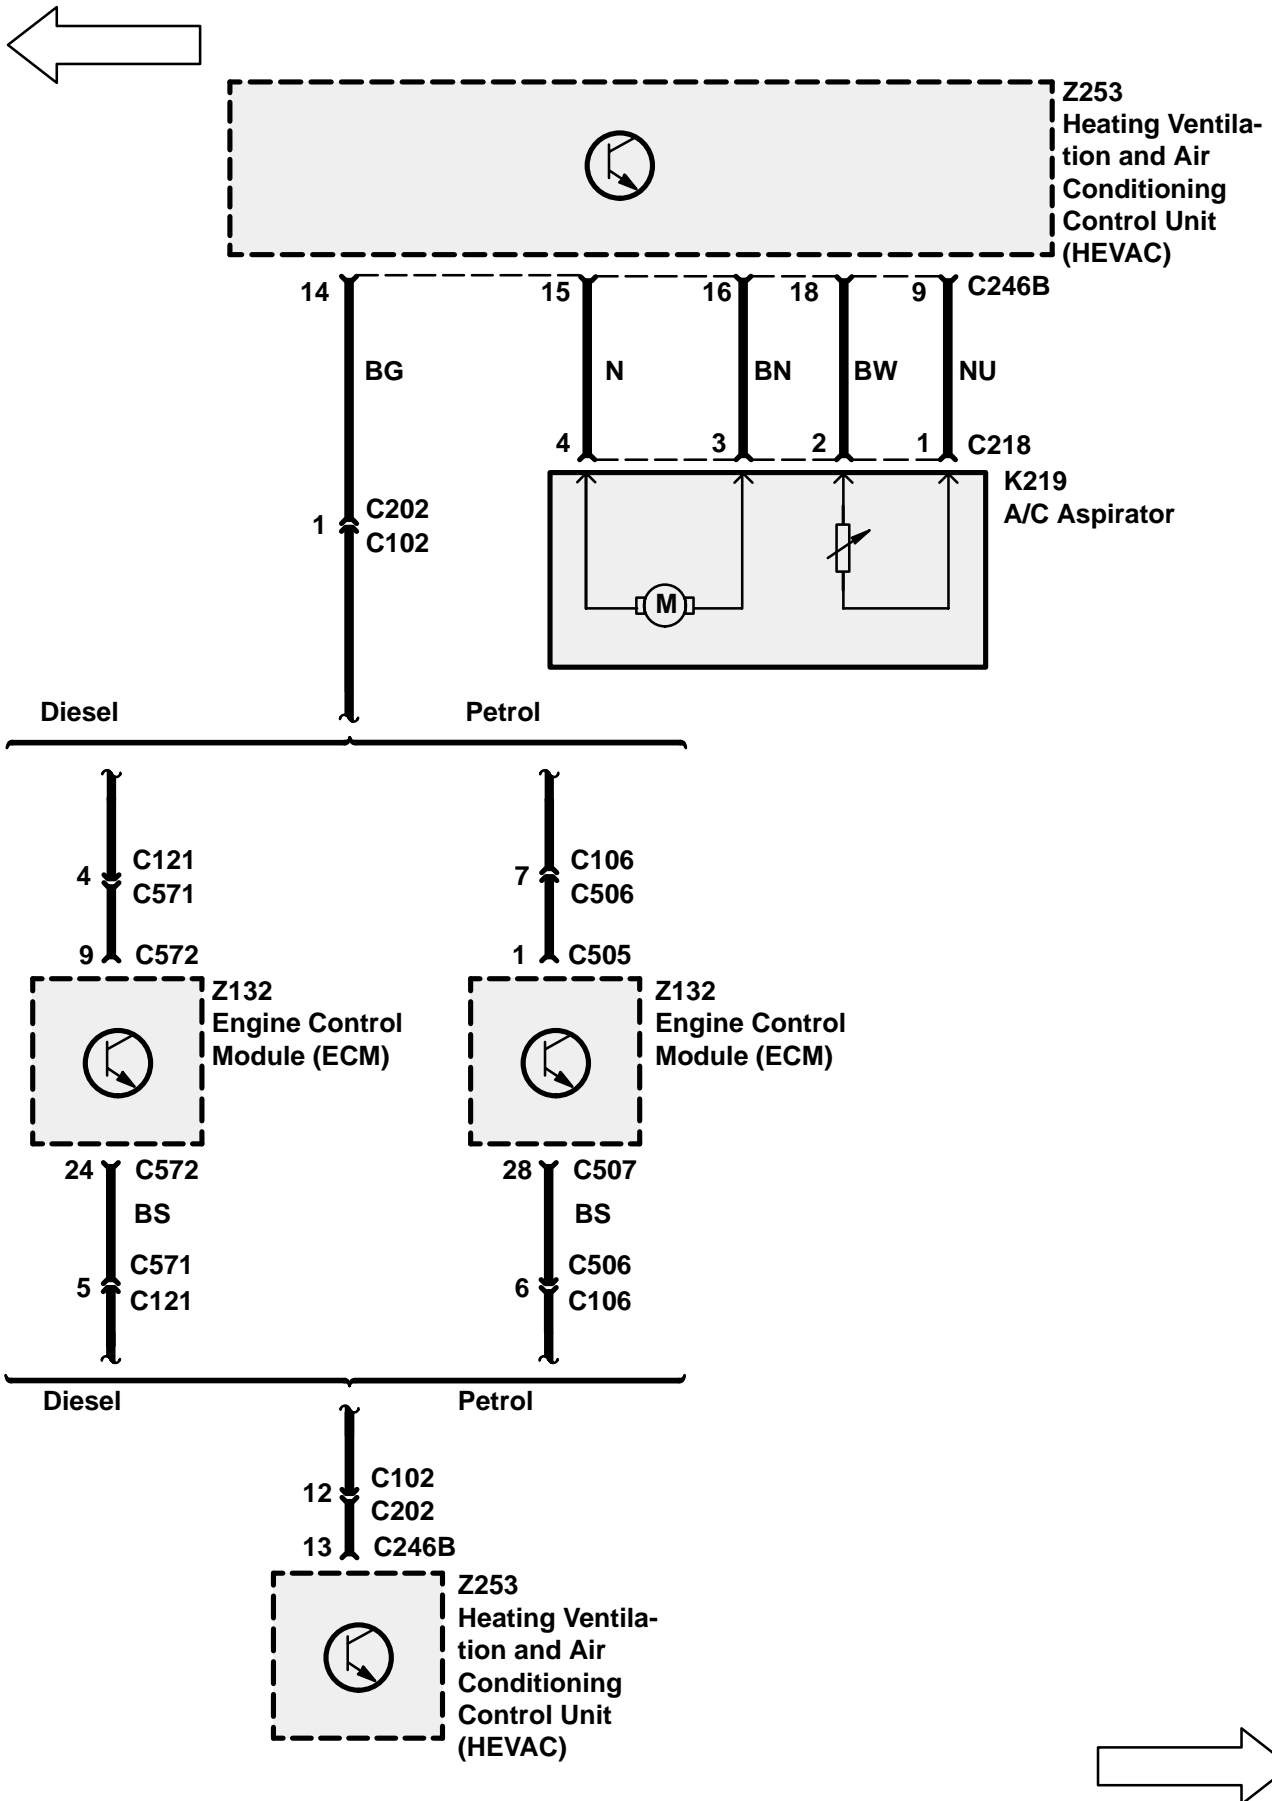 Z253
Heating Ventila-
tion and Air
Conditioning
Control Unit
(HEVAC)
14 15 16 18 9 C246B
BG N BN BW NU
4 3 2 1 C218
K219
A/C Aspirator
1 C202
C102
M
Diesel Petrol
4 C121
C571
7 C106
C506
9 C572
1 C505
Z132
Engine Control
Module (ECM)
Z132
Engine Control
Module (ECM)
24 C572
28 C507
BS BS
5 C571
C121
6 C506
C106
Diesel Petrol
12 C102
C202
13 C246B
Z253
Heating Ventila-
tion and Air
Conditioning
Control Unit
(HEVAC)